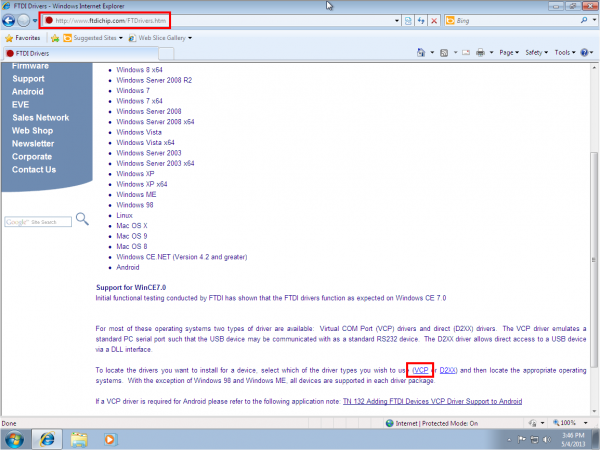 FTDI Drivers - Windows Internet Explorer
http://www.ftdichip.com/FTDrivers.htm
Bing
Favorites
Suggested Sites
Web Slice Gallery
FTDI Drivers
Page
Safety
Tools
Firmware
Support
Android
EVE
Sales Network
Web Shop
Newsletter
Corporate
Contact Us
Google™ Site Search
Windows 8 x64
Windows Server 2008 R2
Windows 7
Windows 7 x64
Windows Server 2008
Windows Server 2008 x64
Windows Vista
Windows Vista x64
Windows Server 2003
Windows Server 2003 x64
Windows XP
Windows XP x64
Windows ME
Windows 98
Linux
Mac OS X
Mac OS 9
Mac OS 8
Windows CE.NET (Version 4.2 and greater)
Android
Support for WinCE7.0
Initial functional testing conducted by FTDI has shown that the FTDI drivers function as expected on Windows CE 7.0
For most of these operating systems two types of driver are available: Virtual COM Port (VCP) drivers and direct (D2XX) drivers. The VCP driver emulates a
standard PC serial port such that the USB device may be communicated with as a standard RS232 device. The D2XX driver allows direct access to a USB device
via a DLL interface.
To locate the drivers you want to install for a device, select which of the driver types you wish to use (VCP or D2XX) and then locate the appropriate operating
systems. With the exception of Windows 98 and Windows ME, all devices are supported in each driver package.
If a VCP driver is required for Android please refer to the following application note: TN 132 Adding FTDI Devices VCP Driver Support to Android
Done
Internet | Protected Mode: On
100%
3:46 PM
5/4/2013